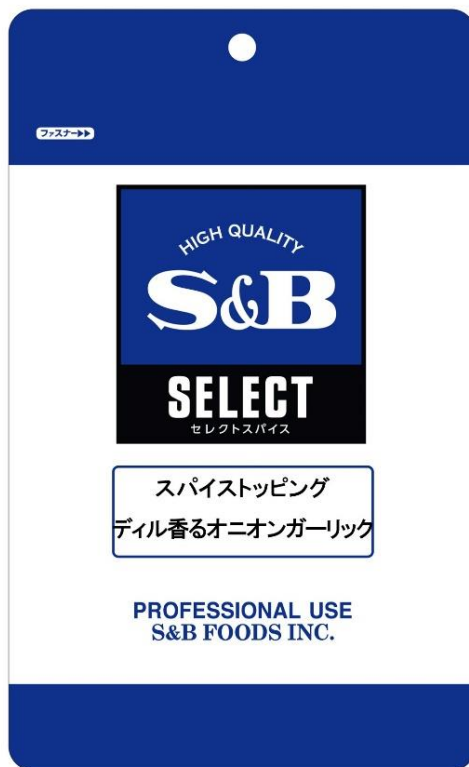 ファスナー▶▶
HIGH QUALITY
S&B
SELECT
セレクトスパイス
スパイストッピング
ディル香るオニオンガーリック
PROFESSIONAL USE
S&B FOODS INC.